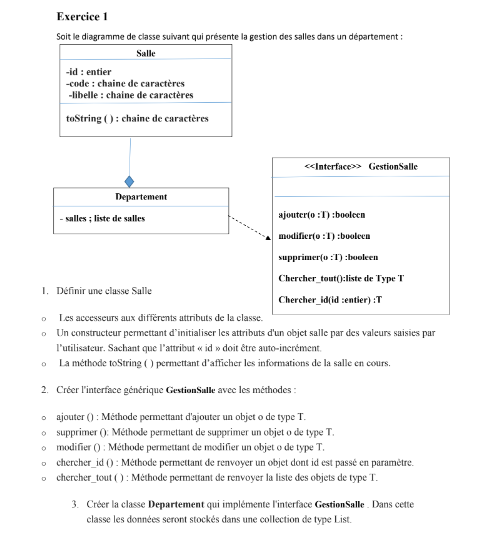 Exercice 1
Soit le diagramme de classe suivant qui présente la gestion des salles dans un département :
Salle
-id : entier
-code : chaine de caractères
-libelle : chaine de caractères
toString ( ) : chaine de caractères
Departement
- salles ; liste de salles
<<Interface>> GestionSalle
ajouter(o :T) :booleen
modifier(o :T) :booleen
supprimer(o :T) :booleen
Chercher_tout():liste de Type T
Chercher_id(id :entier) :T
1. Définir une classe Salle
o Les accesseurs aux différents attributs de la classe.
o Un constructeur permettant d'initialiser les attributs d'un objet salle par des valeurs saisies par
l'utilisateur. Sachant que l'attribut « id » doit être auto-incrément.
o La méthode toString ( ) permettant d'afficher les informations de la salle en cours.
2. Créer l'interface générique GestionSalle avec les méthodes :
o ajouter () : Méthode permettant d'ajouter un objet o de type T.
o supprimer (): Méthode permettant de supprimer un objet o de type T.
o modifier () : Méthode permettant de modifier un objet o de type T.
o chercher_id () : Méthode permettant de renvoyer un objet dont id est passé en paramètre.
o chercher_tout ( ) : Méthode permettant de renvoyer la liste des objets de type T.
3. Créer la classe Departement qui implémente l'interface GestionSalle . Dans cette
classe les données seront stockés dans une collection de type List.